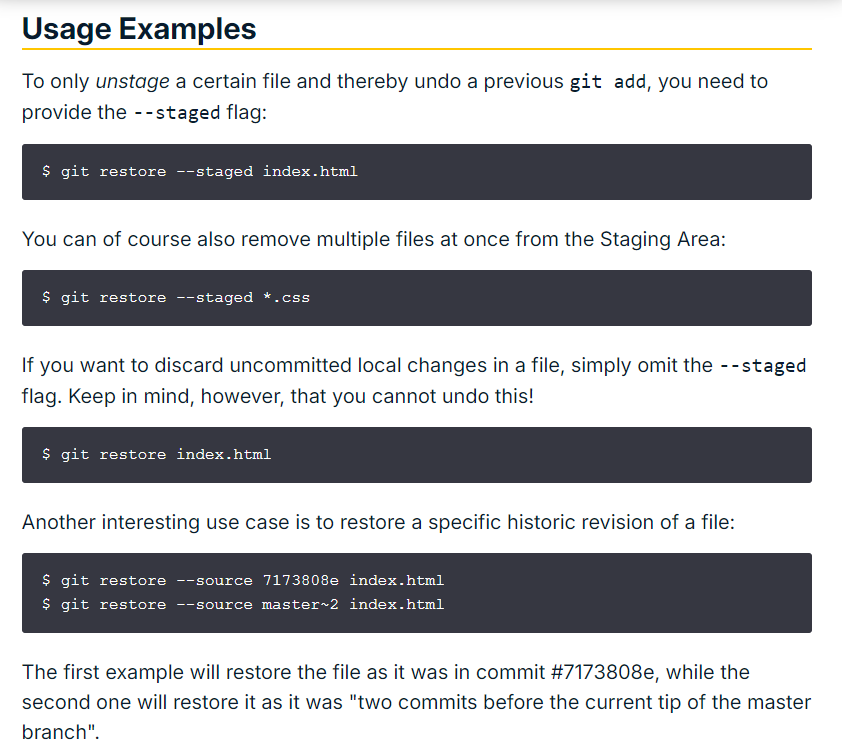 Usage Examples
To only unstage a certain file and thereby undo a previous git add, you need to
provide the --staged flag:
$ git restore --staged index.html
You can of course also remove multiple files at once from the Staging Area:
$ git restore --staged *.css
If you want to discard uncommitted local changes in a file, simply omit the --staged
flag. Keep in mind, however, that you cannot undo this!
$ git restore index.html
Another interesting use case is to restore a specific historic revision of a file:
$ git restore --source 7173808e index.html
$ git restore --source master~2 index.html
The first example will restore the file as it was in commit #7173808e, while the
second one will restore it as it was "two commits before the current tip of the master
branch".